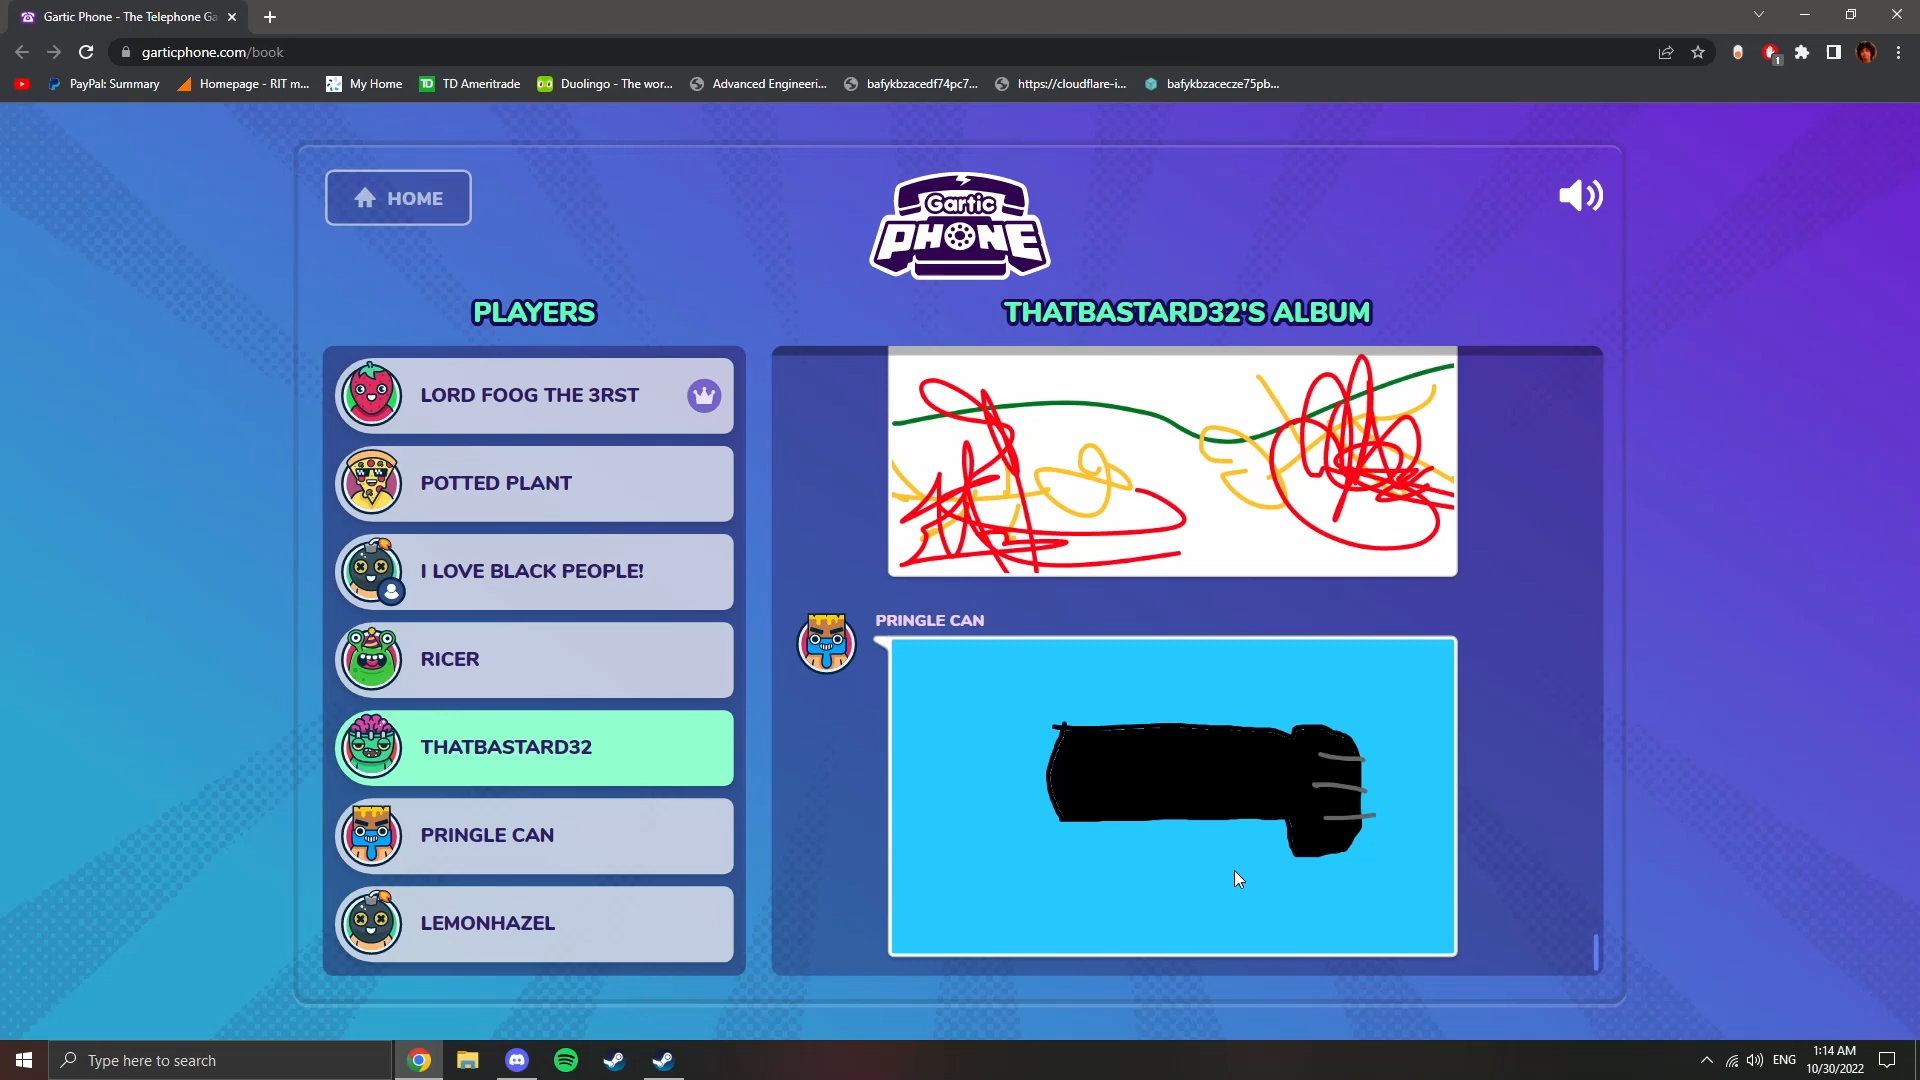 Gartic Phone - The Telephone Ga
garticphone.com/book
PayPal: Summary
Homepage - RIT m...
My Home
TD Ameritrade
Duolingo - The wor...
Advanced Engineeri...
bafykbzacedf74pc7...
https://cloudflare-i...
bafykbzacecze75pb...
1
HOME
Gartic
PHONE
PLAYERS
THATBASTARD32'S ALBUM
LORD FOOG THE 3RST
POTTED PLANT
I LOVE BLACK PEOPLE!
RICER
THATBASTARD32
PRINGLE CAN
LEMONHAZEL
PRINGLE CAN
Type here to search
ENG
1:14 AM
10/30/2022